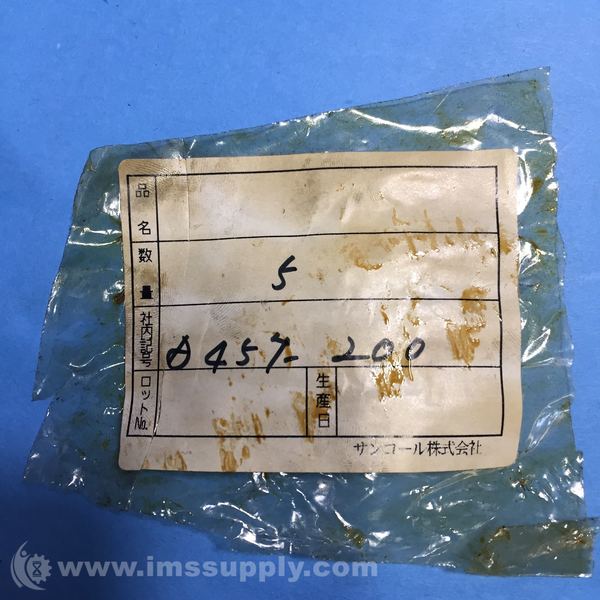 品名
数量 5
社内記号 D457-200
ロットNo.
生産日
サンコール株式会社
www.imssupply.com